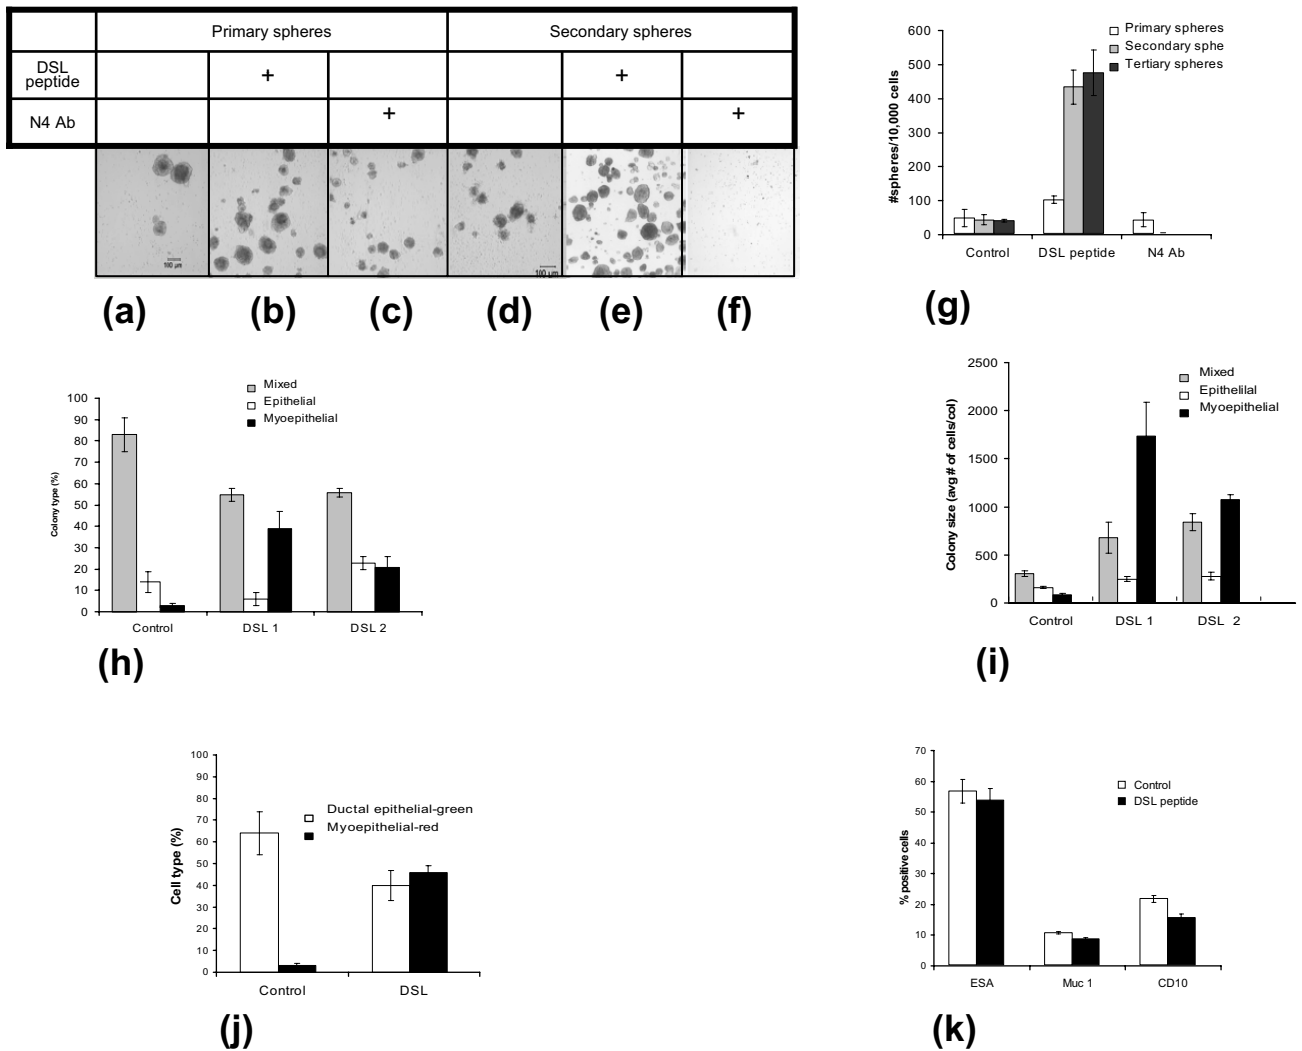 Primary spheres Secondary spheres
DSL
peptide
+ +
N4 Ab + +
100 µm 100 µm
(a) (b) (c) (d) (e) (f)
600
500
400
300
200
100
0
#spheres/10,000 cells
Primary spheres
Secondary sphe
Tertiary spheres
Control DSL peptide N4 Ab
(g)
100
90
80
70
60
50
40
30
20
10
0
Colony type (%)
Mixed
Epithelial
Myoepithelial
Control DSL 1 DSL 2
(h)
2500
2000
1500
1000
500
0
Colony size (avg # of cells/col)
Mixed
Epithelilal
Myoepithelial
Control DSL 1 DSL 2
(i)
100
90
80
70
60
50
40
30
20
10
0
Cell type (%)
Ductal epithelial-green
Myoepithelial-red
Control DSL
(j)
70
60
50
40
30
20
10
0
% positive cells
Control
DSL peptide
ESA Muc 1 CD10
(k)